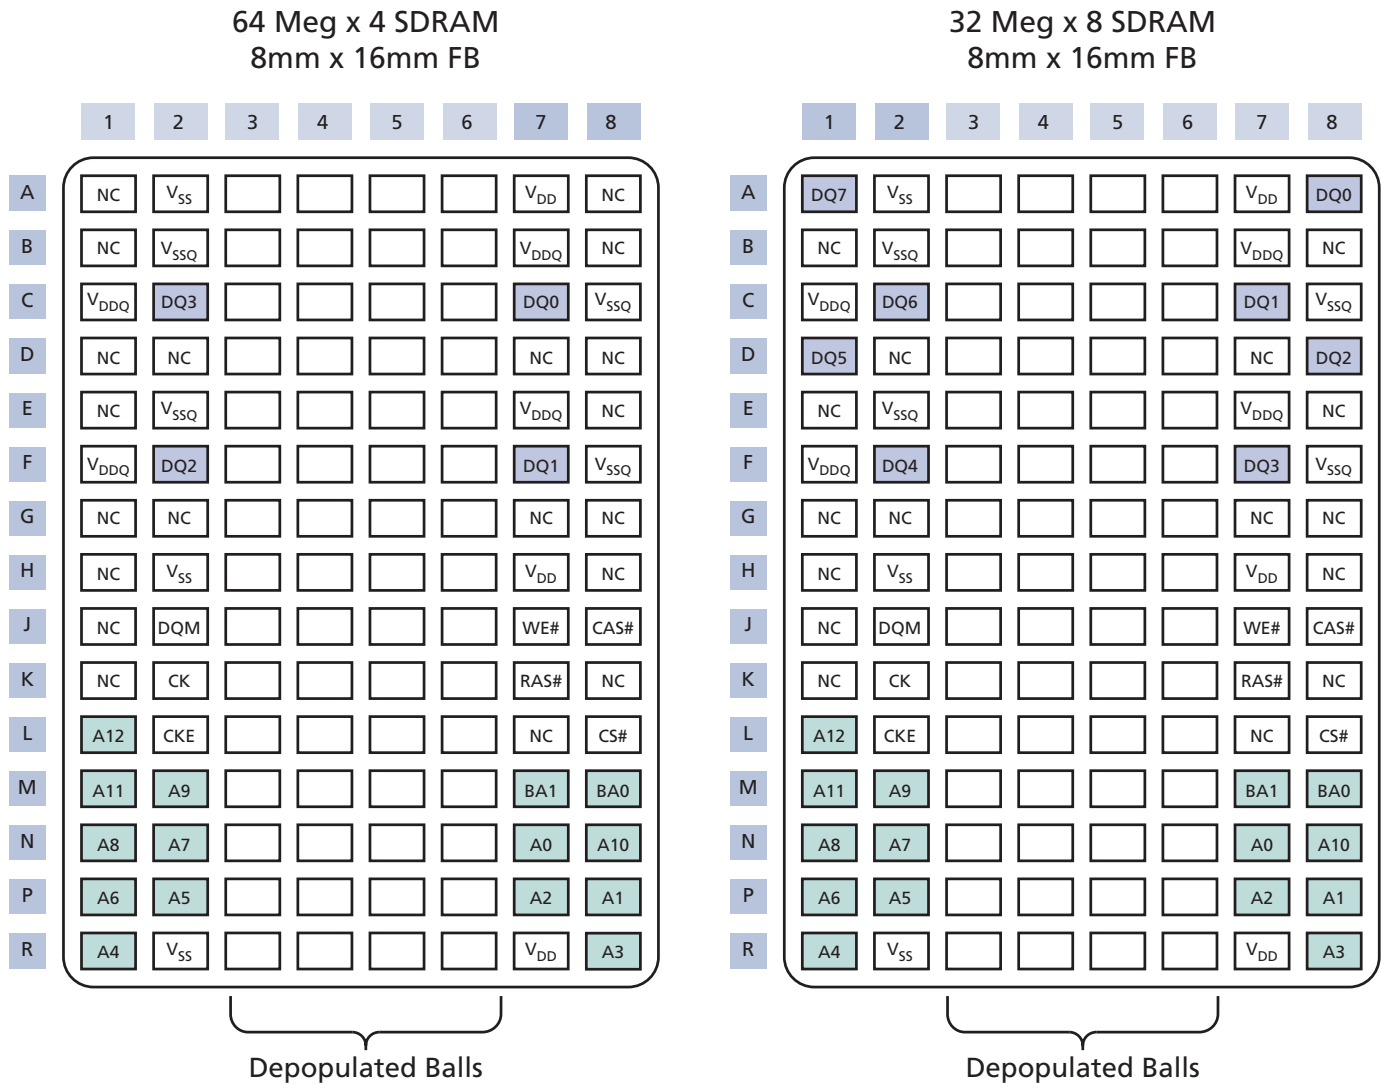 64 Meg x 4 SDRAM
8mm x 16mm FB
1 2 3 4 5 6 7 8
A NC VSS VDD NC
B NC VSSQ VDDQ NC
C VDDQ DQ3 DQ0 VSSQ
D NC NC NC NC
E NC VSSQ VDDQ NC
F VDDQ DQ2 DQ1 VSSQ
G NC NC NC NC
H NC VSS VDD NC
J NC DQM WE# CAS#
K NC CK RAS# NC
L A12 CKE NC CS#
M A11 A9 BA1 BA0
N A8 A7 A0 A10
P A6 A5 A2 A1
R A4 VSS VDD A3
Depopulated Balls
32 Meg x 8 SDRAM
8mm x 16mm FB
1 2 3 4 5 6 7 8
A DQ7 VSS VDD DQ0
B NC VSSQ VDDQ NC
C VDDQ DQ6 DQ1 VSSQ
D DQ5 NC NC DQ2
E NC VSSQ VDDQ NC
F VDDQ DQ4 DQ3 VSSQ
G NC NC NC NC
H NC VSS VDD NC
J NC DQM WE# CAS#
K NC CK RAS# NC
L A12 CKE NC CS#
M A11 A9 BA1 BA0
N A8 A7 A0 A10
P A6 A5 A2 A1
R A4 VSS VDD A3
Depopulated Balls